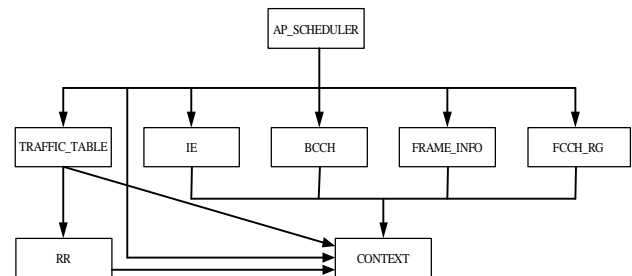 AP_SCHEDULER
TRAFFIC_TABLE
IE
BCCH
FRAME_INFO
FCCH_RG
RR
CONTEXT